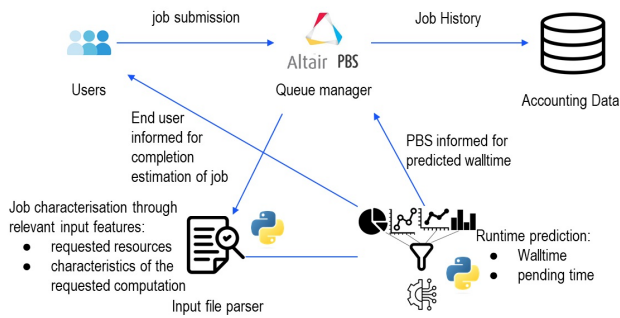 job submission
Job History
Altair PBS
Users
Queue manager
Accounting Data
End user
informed for
completion
estimation of job
PBS informed for
predicted walltime
Job characterisation through
relevant input features:
● requested resources
● characteristics of the
requested computation
Input file parser
Runtime prediction:
● Walltime
● pending time